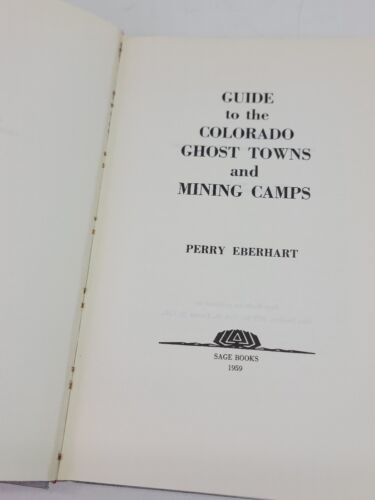 GUIDE
to the
COLORADO
GHOST TOWNS
and
MINING CAMPS
PERRY EBERHART
SAGE BOOKS
1959